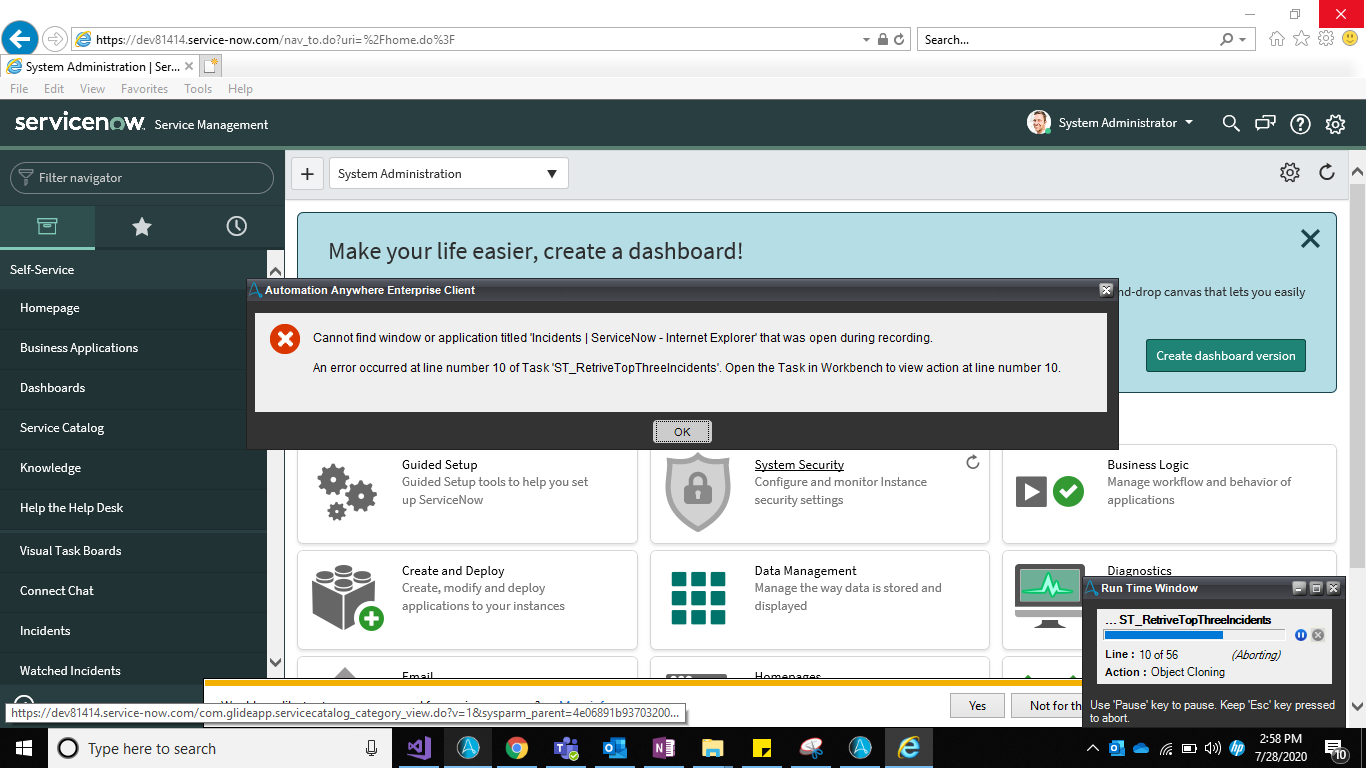 https://dev81414.service-now.com/nav_to.do?uri=%2Fhome.do%3F
Search...
System Administration | Ser...
File Edit View Favorites Tools Help
servicenow. Service Management
System Administrator
Filter navigator
System Administration
Make your life easier, create a dashboard!
Self-Service
Automation Anywhere Enterprise Client
nd-drop canvas that lets you easily
Homepage
Cannot find window or application titled 'Incidents | ServiceNow - Internet Explorer' that was open during recording.
Business Applications
Create dashboard version
An error occurred at line number 10 of Task 'ST_RetriveTopThreeIncidents'. Open the Task in Workbench to view action at line number 10.
Dashboards
Service Catalog
OK
Knowledge
Help the Help Desk
Visual Task Boards
Connect Chat
Incidents
Watched Incidents
Guided Setup
Guided Setup tools to help you set
up ServiceNow
System Security
Configure and monitor Instance
security settings
Business Logic
Manage workflow and behavior of
applications
Create and Deploy
Create, modify and deploy
applications to your instances
Data Management
Manage the way data is stored and
displayed
Diagnostics
Email
Homepages
Run Time Window
... ST_RetriveTopThreeIncidents
Line : 10 of 56 (Aborting)
Action : Object Cloning
Use 'Pause' key to pause. Keep 'Esc' key pressed
to abort.
Yes
Not for th
https://dev81414.service-now.com/com.glideapp.servicecatalog_category_view.do?v=1&sysparm_parent=4e06891b93703200...
Type here to search
2:58 PM
7/28/2020
10